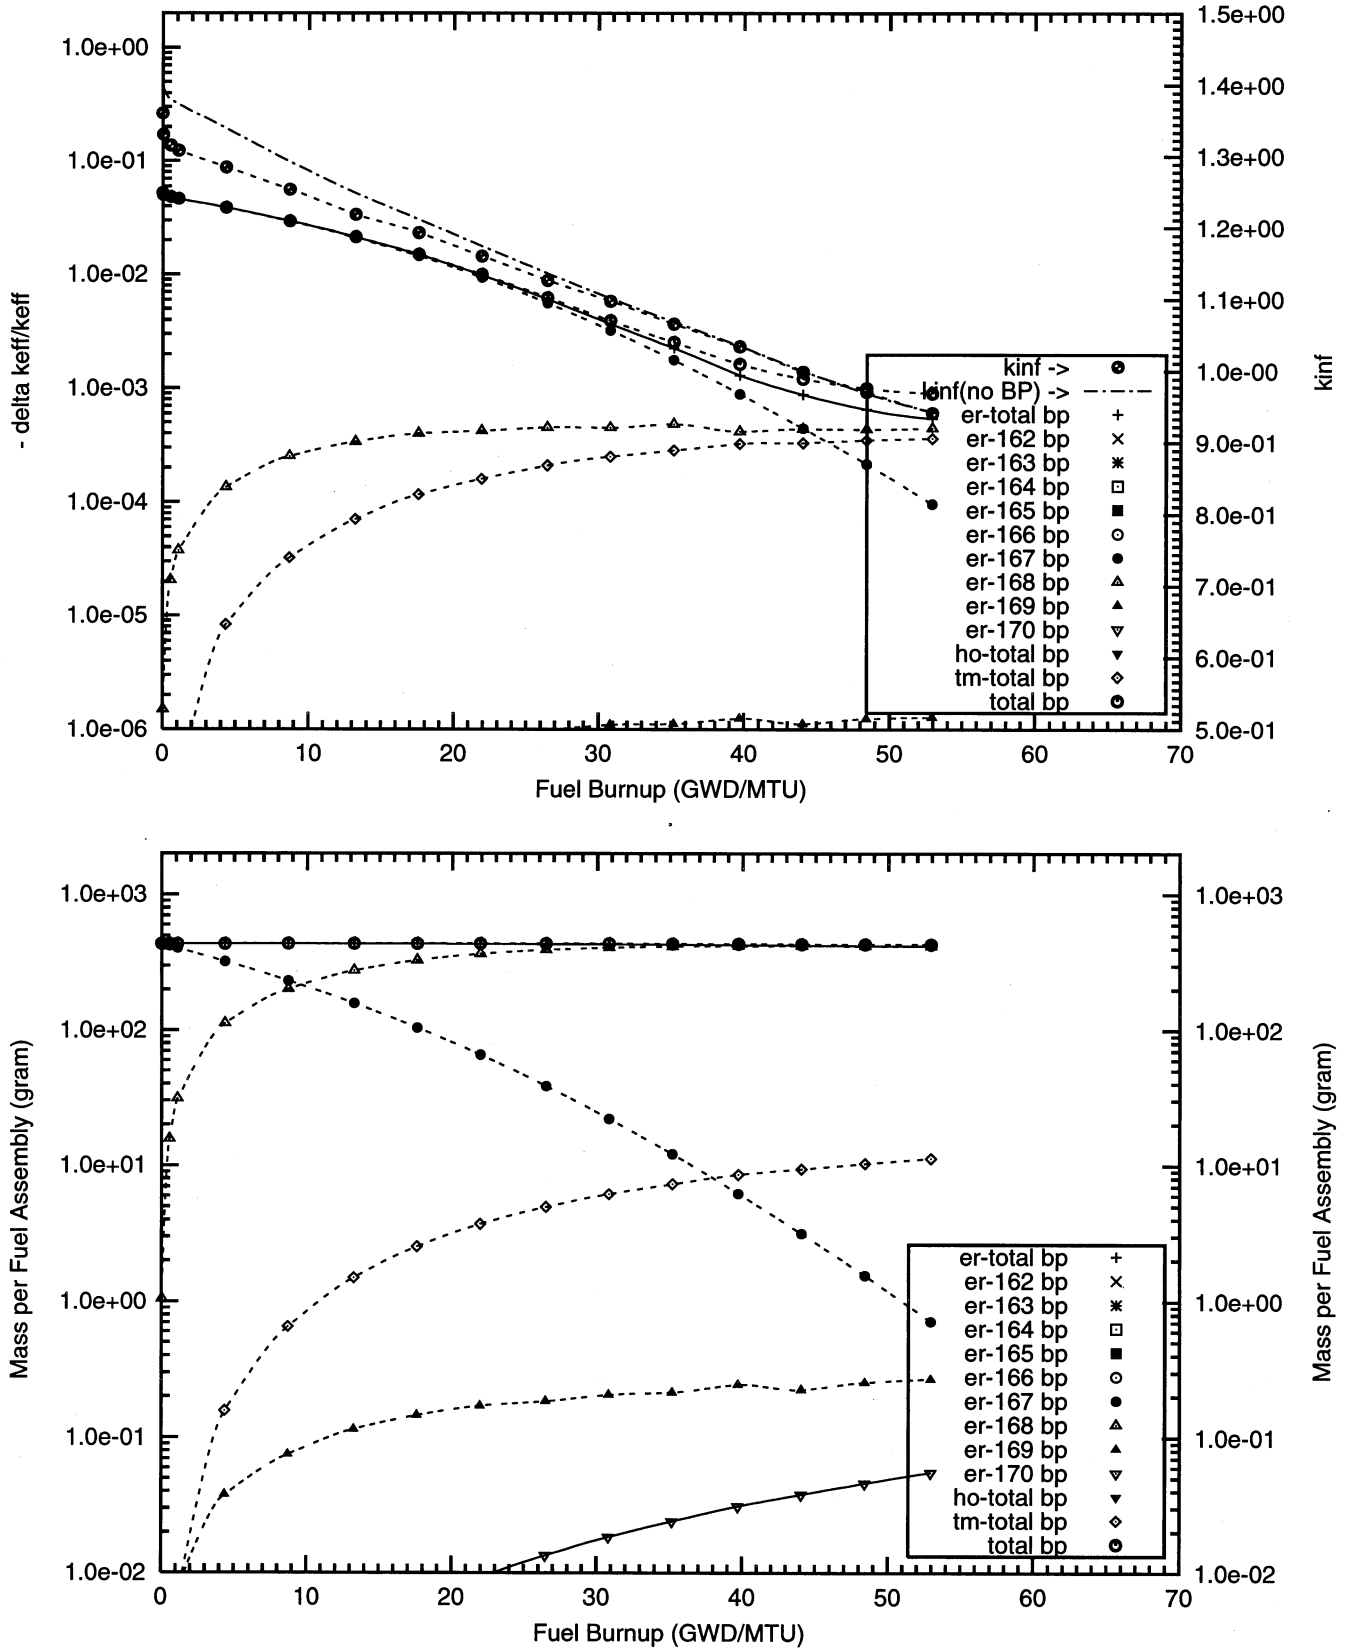 1.0e+00
1.0e-01
1.0e-02
1.0e-03
1.0e-04
1.0e-05
1.0e-06
- delta keff/keff
1.5e+00
1.4e+00
1.3e+00
1.2e+00
1.1e+00
1.0e-00
9.0e-01
8.0e-01
7.0e-01
6.0e-01
5.0e-01
kinf
kinf ->
kinf(no BP) ->
er-total bp
er-162 bp
er-163 bp
er-164 bp
er-165 bp
er-166 bp
er-167 bp
er-168 bp
er-169 bp
er-170 bp
ho-total bp
tm-total bp
total bp
0 10 20 30 40 50 60 70
Fuel Burnup (GWD/MTU)
1.0e+03
1.0e+02
1.0e+01
1.0e+00
1.0e-01
1.0e-02
Mass per Fuel Assembly (gram)
1.0e+03
1.0e+02
1.0e+01
1.0e+00
1.0e-01
1.0e-02
Mass per Fuel Assembly (gram)
er-total bp
er-162 bp
er-163 bp
er-164 bp
er-165 bp
er-166 bp
er-167 bp
er-168 bp
er-169 bp
er-170 bp
ho-total bp
tm-total bp
total bp
0 10 20 30 40 50 60 70
Fuel Burnup (GWD/MTU)